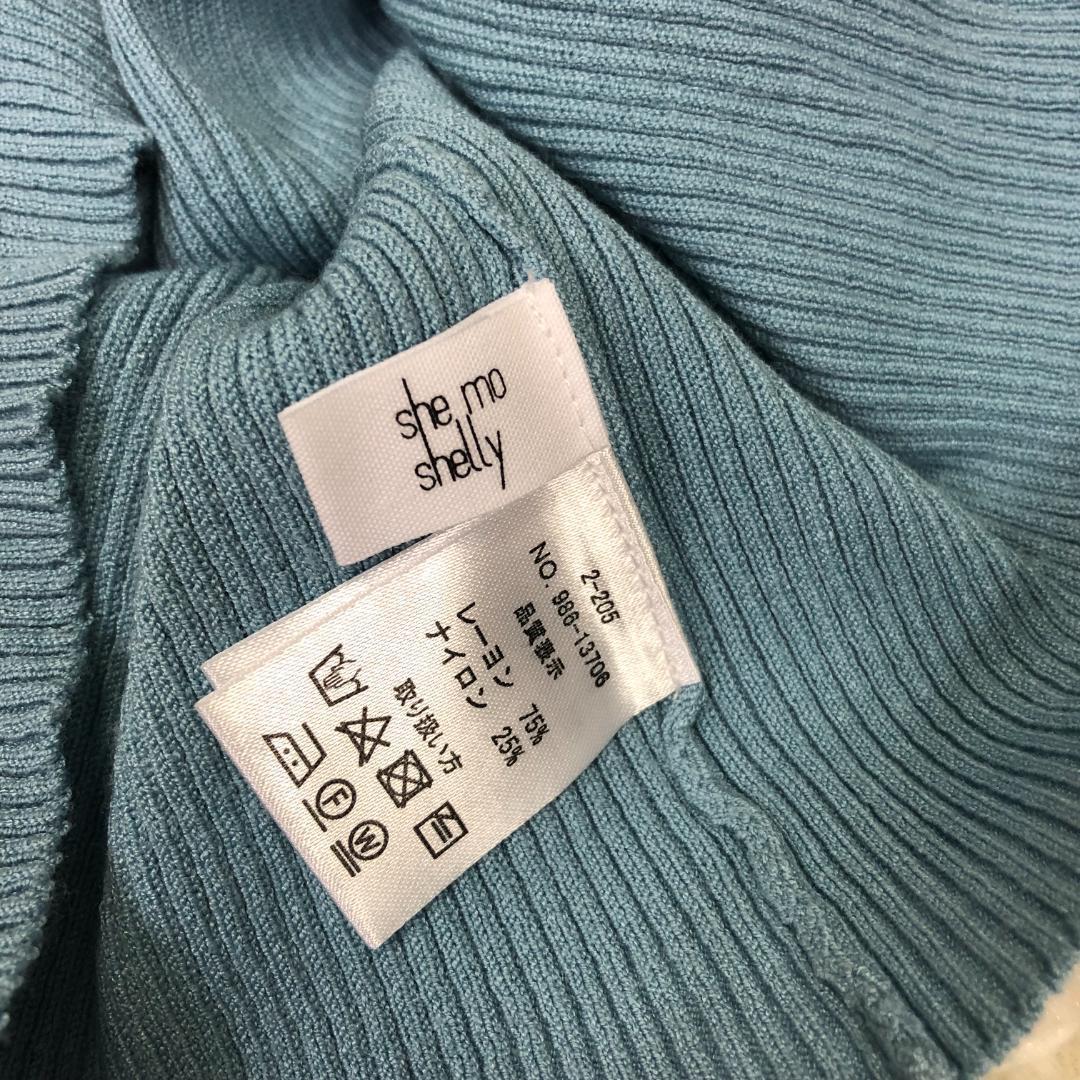 she mo
shelly
2-205
NO. 986-13706
品質表示
レーヨン 75%
ナイロン 25%
取り扱い方
F
W